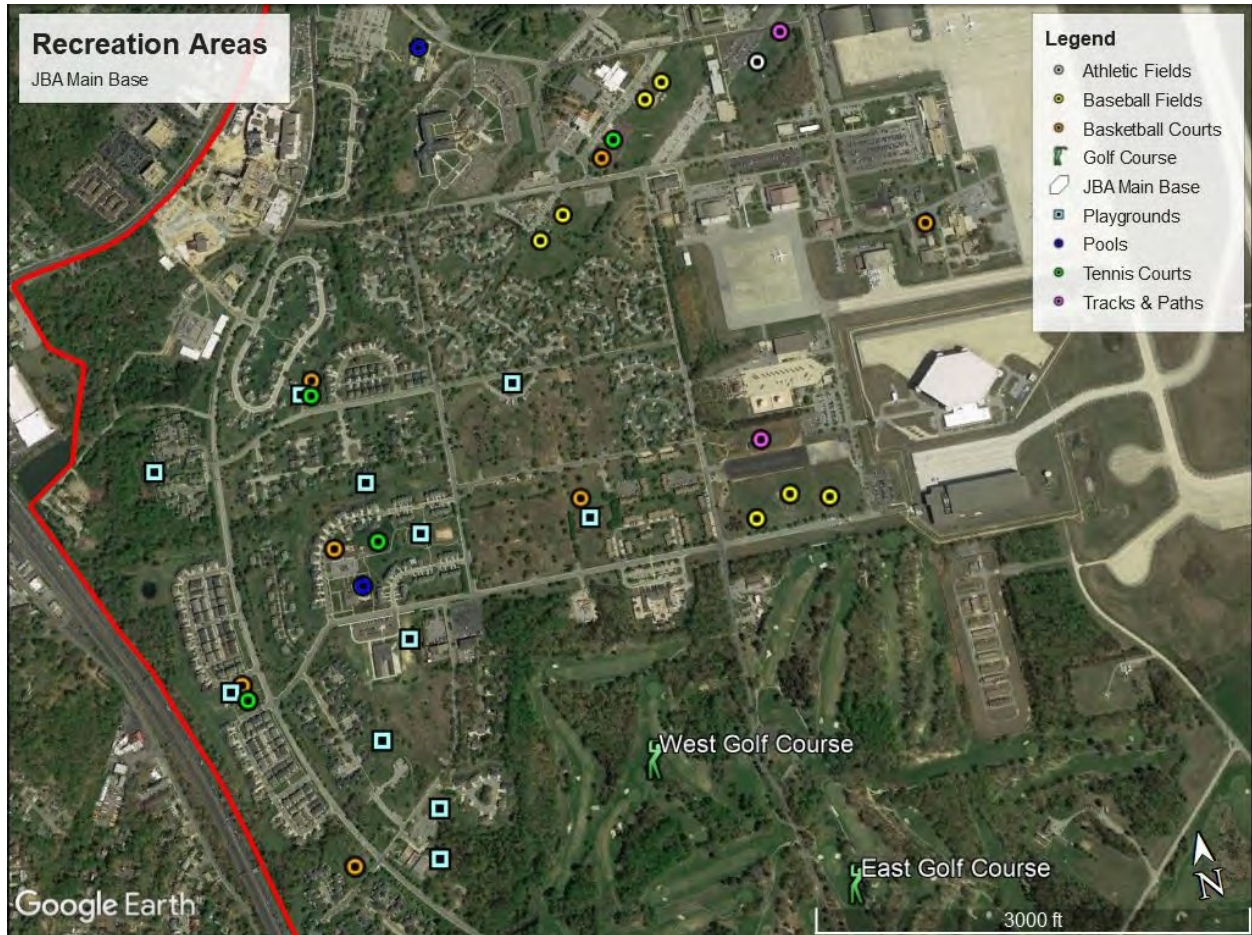 Recreation Areas
JBA Main Base
Legend
Athletic Fields
Baseball Fields
Basketball Courts
Golf Course
JBA Main Base
Playgrounds
Pools
Tennis Courts
Tracks & Paths
West Golf Course
East Golf Course
Google Earth
N
3000 ft